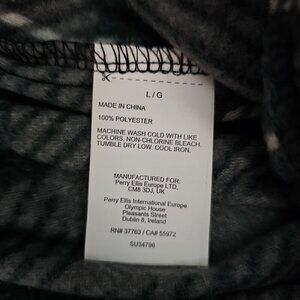 L / G
MADE IN CHINA
100% POLYESTER
MACHINE WASH COLD WITH LIKE
COLORS. NON-CHLORINE BLEACH.
TUMBLE DRY LOW. COOL IRON.
MANUFACTURED FOR:
Perry Ellis Europe LTD,
CM8 3DJ, UK
Perry Ellis International Europe
Olympic House
Pleasants Street
Dublin 8, Ireland
RN# 37763 / CA# 55972
SU34796